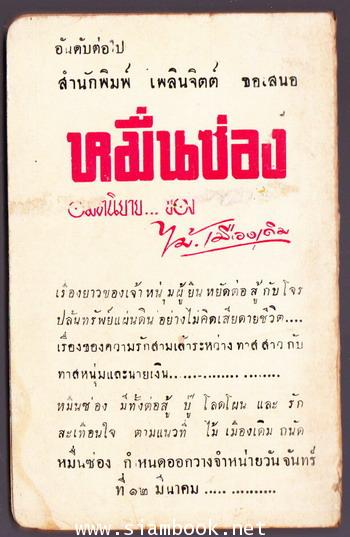 อันดับต่อไป
สำนักพิมพ์ เพลินจิตต์ ขอเสนอ
หมื่นซ่อง
อมตนิยาย... ของ
ไม้. เมืองเดิม
เรื่องยาวของเจ้าหนุ่มผู้ยืนหยัดต่อสู้กับโจร
ปล้นทรัพย์แผ่นดินอย่างไม่คิดเสียดายชีวิต....
เรื่องของความรักสามเส้าระหว่าง ทาสสาว กับ
ทาสหนุ่มและนายเงิน....................
หมื่นซ่อง มีทั้งต่อสู้ บู๊ โลดโผน และ รัก
สะเทือนใจ ตามแนวที่ ไม้ เมืองเดิม ถนัด
หมื่นซ่อง กำหนดออกวางจำหน่ายวันจันทร์
ที่ ๑๒ มีนาคม ..... ..........
www.siambook.net